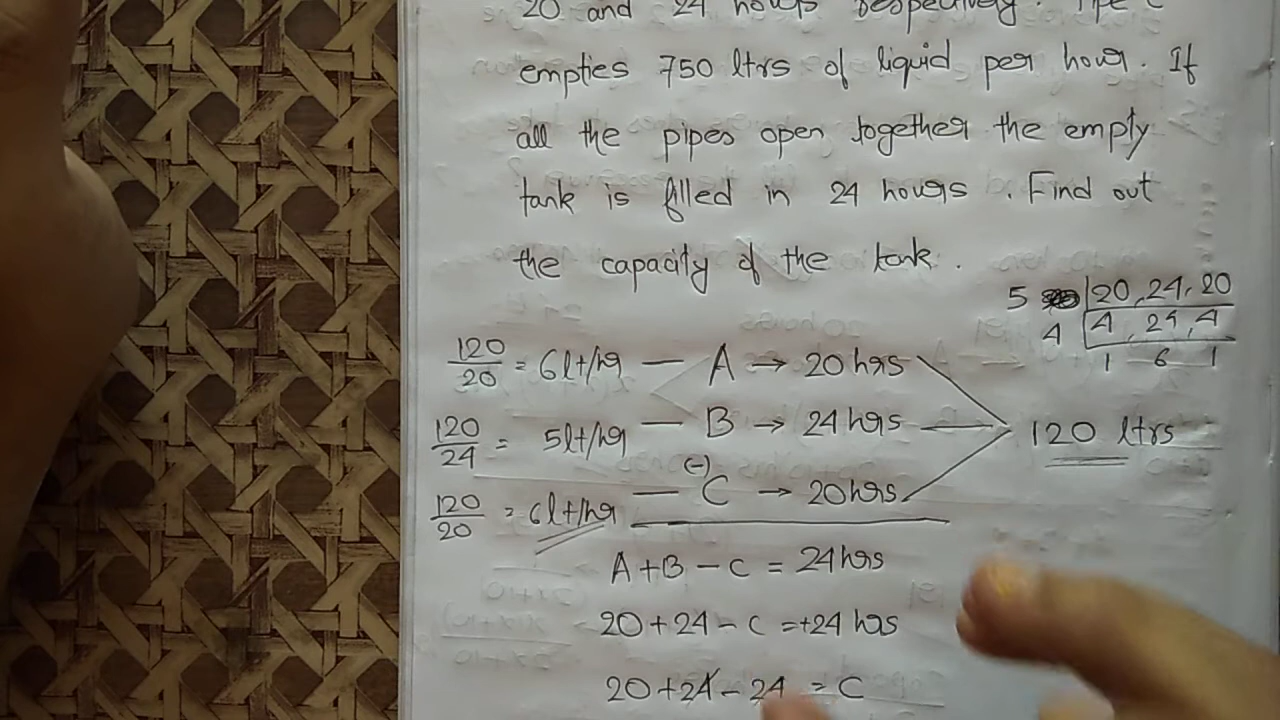 20 and 24 hours respectively. Pipe C
empties 750 ltrs of liquid per hour. If
all the pipes open together the empty
tank is filled in 24 hours. Find out
the capacity of the tank.
5 | 20, 24, 20
4 | 4, 24, 4
1 6 1
120/20 = 6lt/hr — A → 20 hrs
120/24 = 5lt/hr — B → 24 hrs
120 ltrs
(-)
120/20 = 6lt/hr — C → 20hrs
A + B - C = 24hrs
20 + 24 - C = +24 hrs
20 + 24 - 24 = C